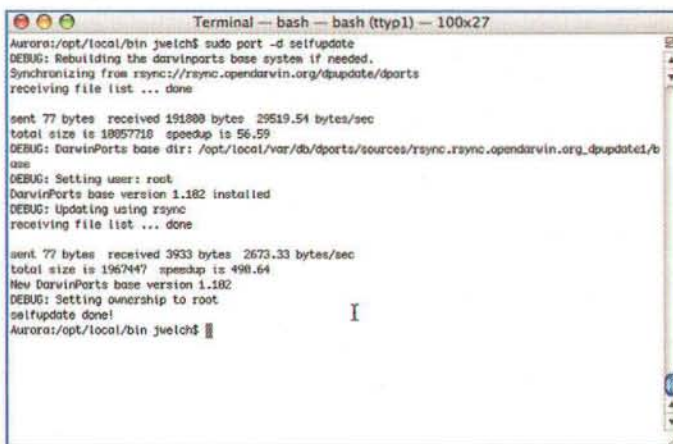 Terminal — bash — bash (ttyp1) — 100x27
Aurora:/opt/local/bin jwelch$ sudo port -d selfupdate
DEBUG: Rebuilding the darwinports base system if needed.
Synchronizing from rsync://rsync.opendarwin.org/dpupdate/dports
receiving file list ... done
sent 77 bytes  received 191808 bytes  29519.54 bytes/sec
total size is 10857718  speedup is 56.59
DEBUG: DarwinPorts base dir: /opt/local/var/db/dports/sources/rsync.rsync.opendarwin.org_dpupdate1/b
ase
DEBUG: Setting user: root
DarwinPorts base version 1.102 installed
DEBUG: Updating using rsync
receiving file list ... done
sent 77 bytes  received 3933 bytes  2673.33 bytes/sec
total size is 1967447  speedup is 490.64
New DarwinPorts base version 1.102
DEBUG: Setting ownership to root
selfupdate done!
Aurora:/opt/local/bin jwelch$